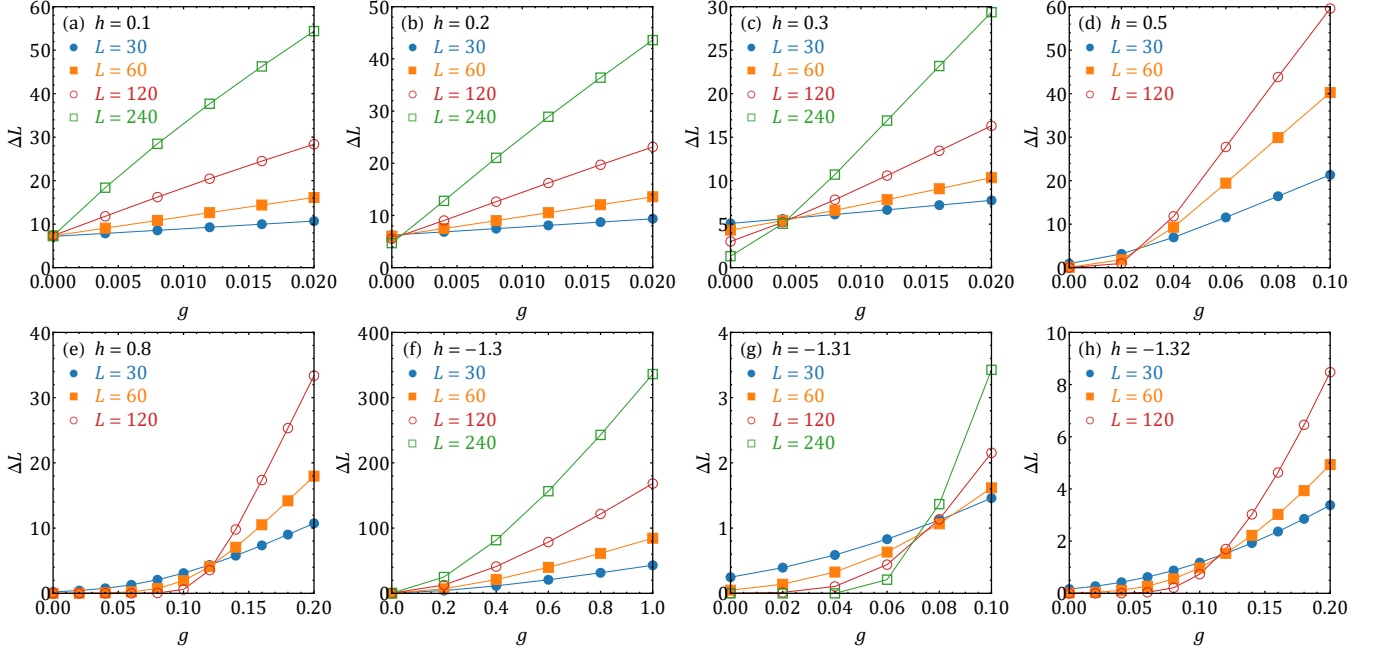 (a) h = 0.1
L = 30
L = 60
L = 120
L = 240
ΔL
60
50
40
30
20
10
0
0.000 0.005 0.010 0.015 0.020
g
(b) h = 0.2
L = 30
L = 60
L = 120
L = 240
ΔL
50
40
30
20
10
0
0.000 0.005 0.010 0.015 0.020
g
(c) h = 0.3
L = 30
L = 60
L = 120
L = 240
ΔL
30
25
20
15
10
5
0
0.000 0.005 0.010 0.015 0.020
g
(d) h = 0.5
L = 30
L = 60
L = 120
ΔL
60
50
40
30
20
10
0
0.00 0.02 0.04 0.06 0.08 0.10
g
(e) h = 0.8
L = 30
L = 60
L = 120
ΔL
40
30
20
10
0
0.00 0.05 0.10 0.15 0.20
g
(f) h = −1.3
L = 30
L = 60
L = 120
L = 240
ΔL
400
300
200
100
0
0.0 0.2 0.4 0.6 0.8 1.0
g
(g) h = −1.31
L = 30
L = 60
L = 120
L = 240
ΔL
4
3
2
1
0
0.00 0.02 0.04 0.06 0.08 0.10
g
(h) h = −1.32
L = 30
L = 60
L = 120
ΔL
10
8
6
4
2
0
0.00 0.05 0.10 0.15 0.20
g